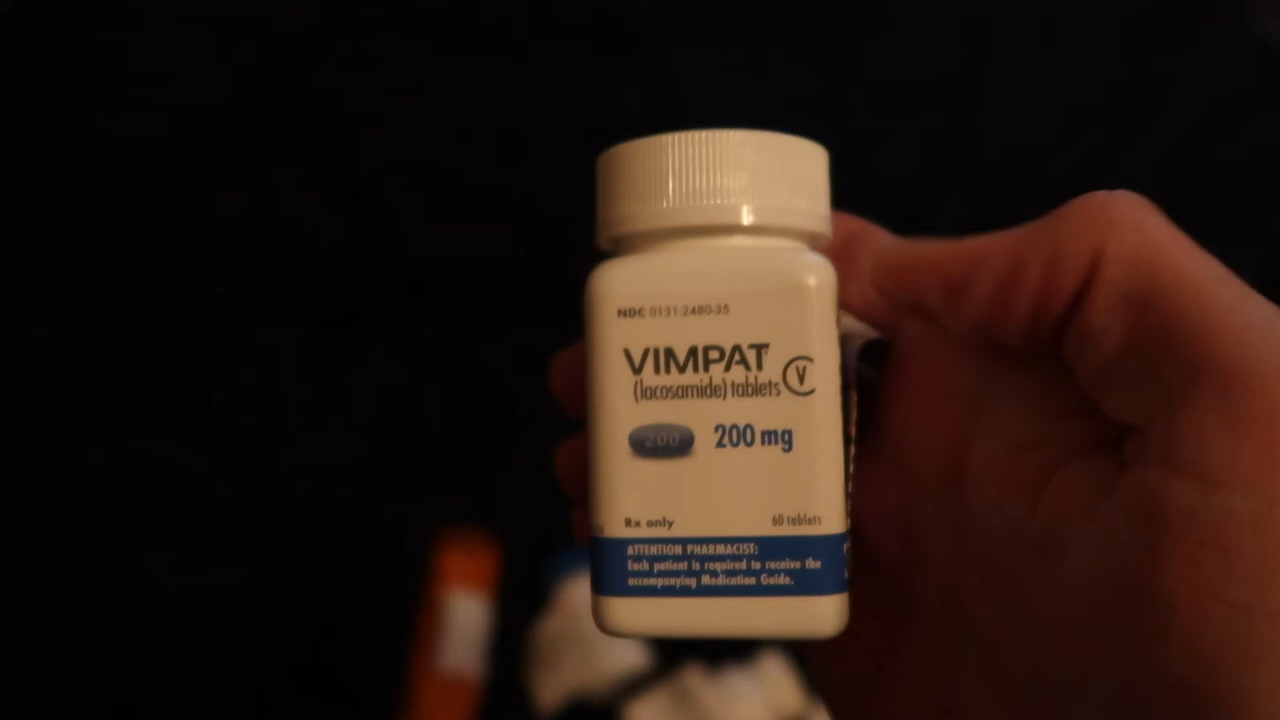 NDC 0131-2480-35
VIMPAT
(lacosamide) tablets
CV
200
200 mg
Rx only
60 tablets
ATTENTION PHARMACIST:
Each patient is required to receive the
accompanying Medication Guide.